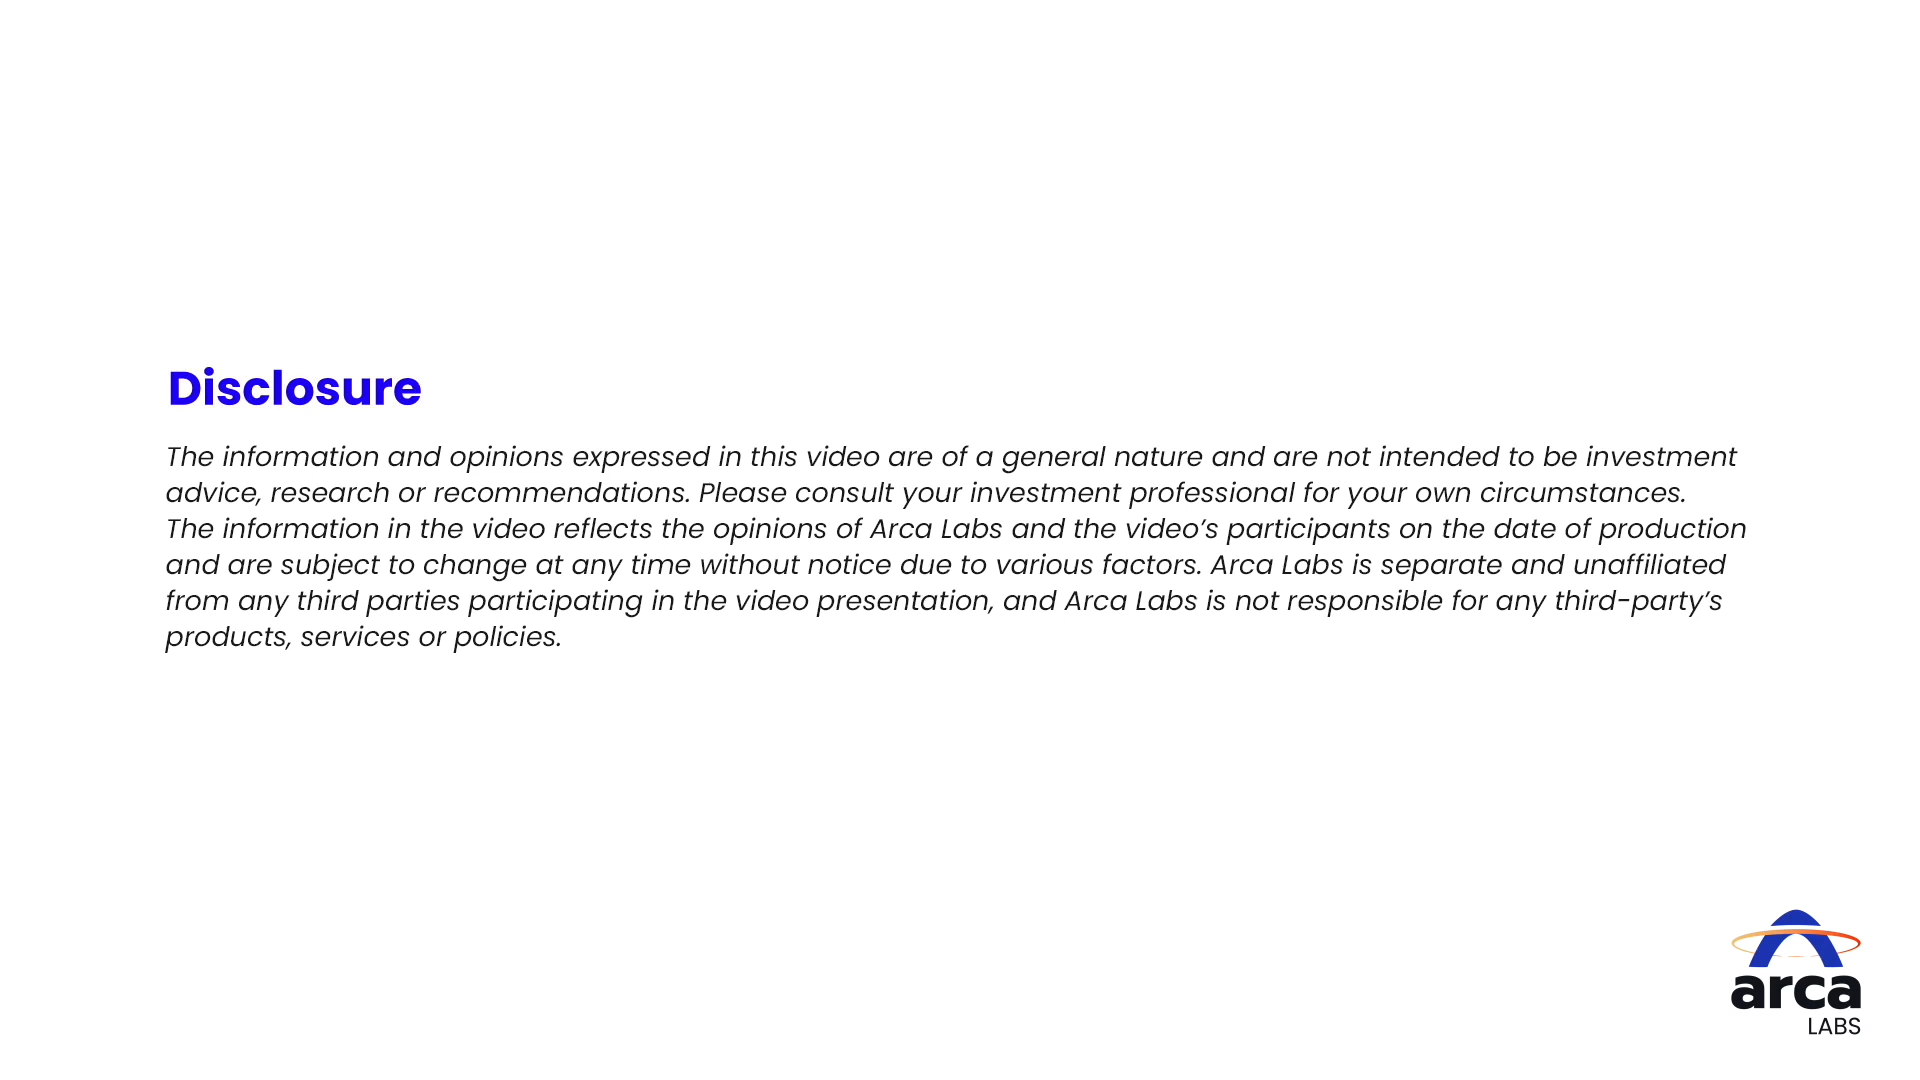 Disclosure
The information and opinions expressed in this video are of a general nature and are not intended to be investment
advice, research or recommendations. Please consult your investment professional for your own circumstances.
The information in the video reflects the opinions of Arca Labs and the video’s participants on the date of production
and are subject to change at any time without notice due to various factors. Arca Labs is separate and unaffiliated
from any third parties participating in the video presentation, and Arca Labs is not responsible for any third-party’s
products, services or policies.
arca
LABS